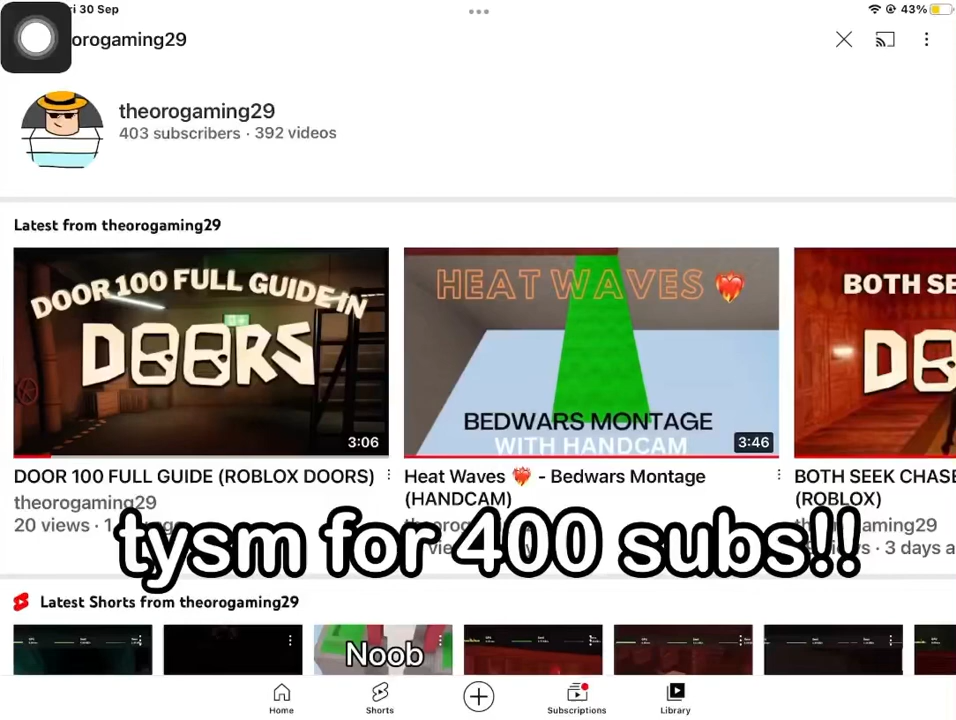 ri 30 Sep
43%
orogaming29
theorogaming29
403 subscribers · 392 videos
Latest from theorogaming29
DOOR 100 FULL GUIDE IN
DOORS
3:06
HEAT WAVES ❤️‍🔥
BEDWARS MONTAGE
WITH HANDCAM
3:46
BOTH SE
DOOR 100 FULL GUIDE (ROBLOX DOORS)
theorogaming29
20 views
Heat Waves ❤️‍🔥 - Bedwars Montage
(HANDCAM)
BOTH SEEK CHASE
(ROBLOX)
3 days a
tysm for 400 subs!!
Latest Shorts from theorogaming29
Noob
Home
Shorts
Subscriptions
Library